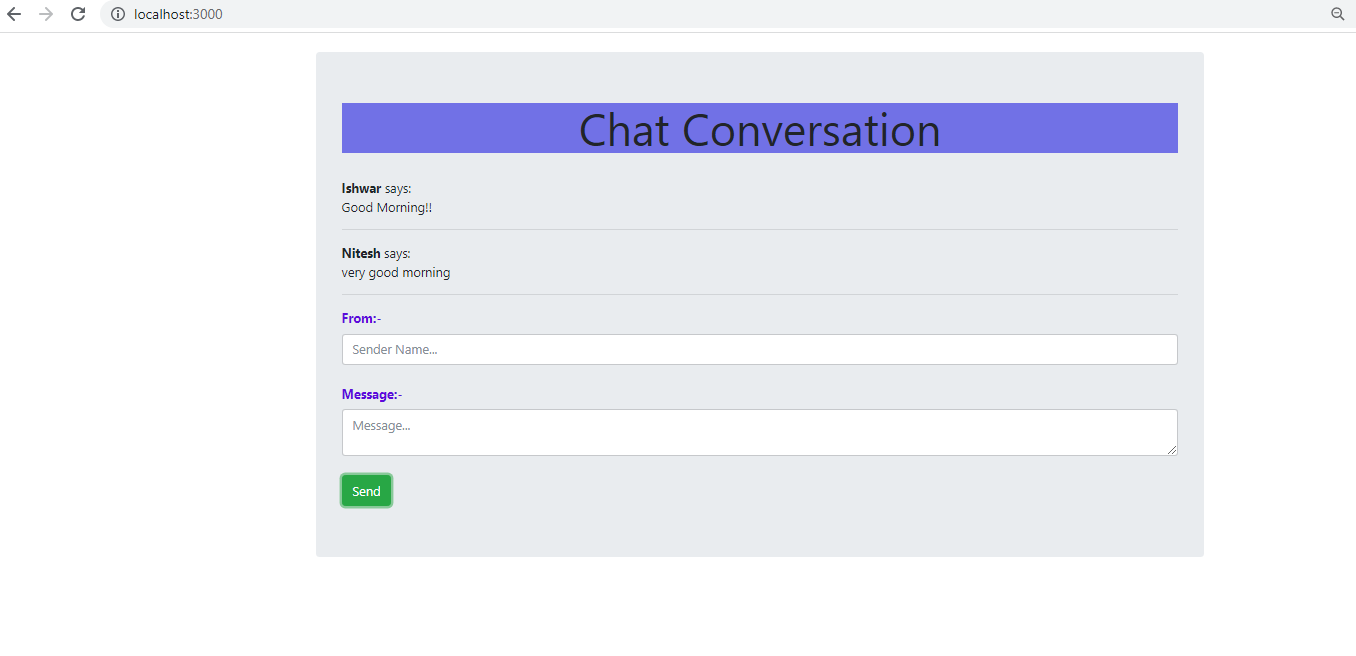 localhost:3000
Chat Conversation
Ishwar says:
Good Morning!!
Nitesh says:
very good morning
From:-
Sender Name...
Message:-
Message...
Send